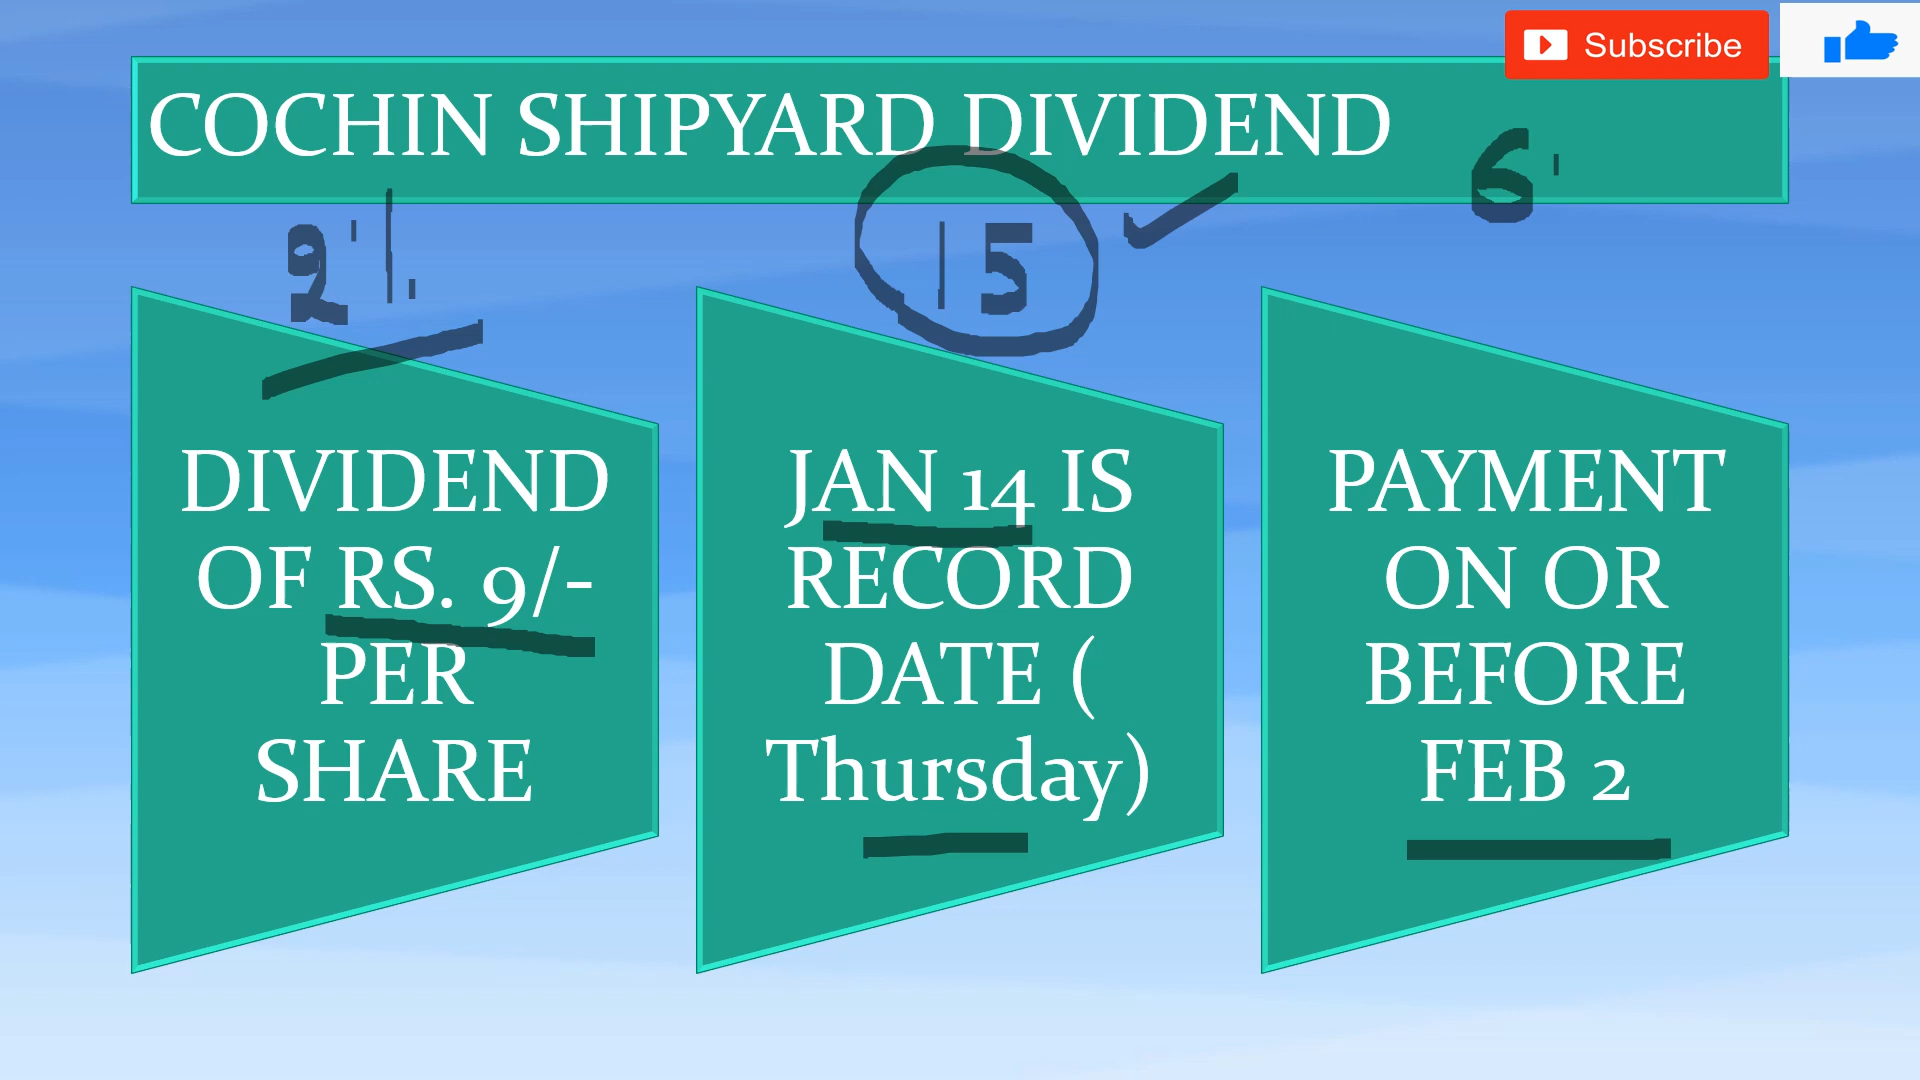 Subscribe
COCHIN SHIPYARD DIVIDEND
6'
15
DIVIDEND
OF RS. 9/-
PER
SHARE
JAN 14 IS
RECORD
DATE (
Thursday)
PAYMENT
ON OR
BEFORE
FEB 2